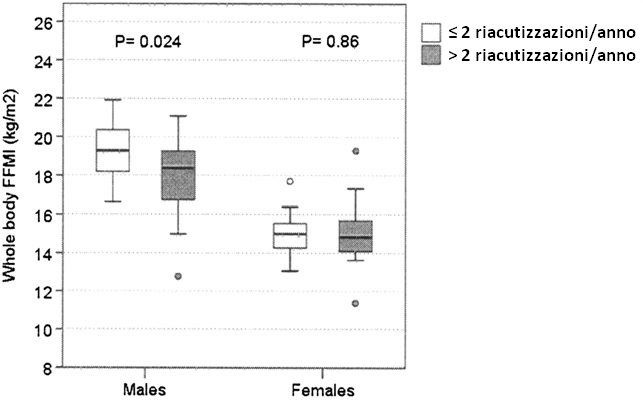 ≤ 2 riacutizzazioni/anno
> 2 riacutizzazioni/anno
P= 0.024
P= 0.86
Whole body FFMI (kg/m2)
26
24
22
20
18
16
14
12
10
8
Males
Females